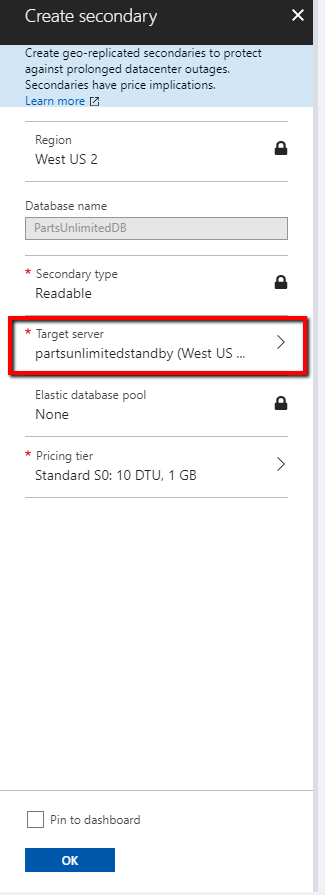 Create secondary
Create geo-replicated secondaries to protect
against prolonged datacenter outages.
Secondaries have price implications.
Learn more
Region
West US 2
Database name
PartsUnlimitedDB
* Secondary type
Readable
* Target server
partsunlimitedstandby (West US ...
Elastic database pool
None
* Pricing tier
Standard S0: 10 DTU, 1 GB
Pin to dashboard
OK